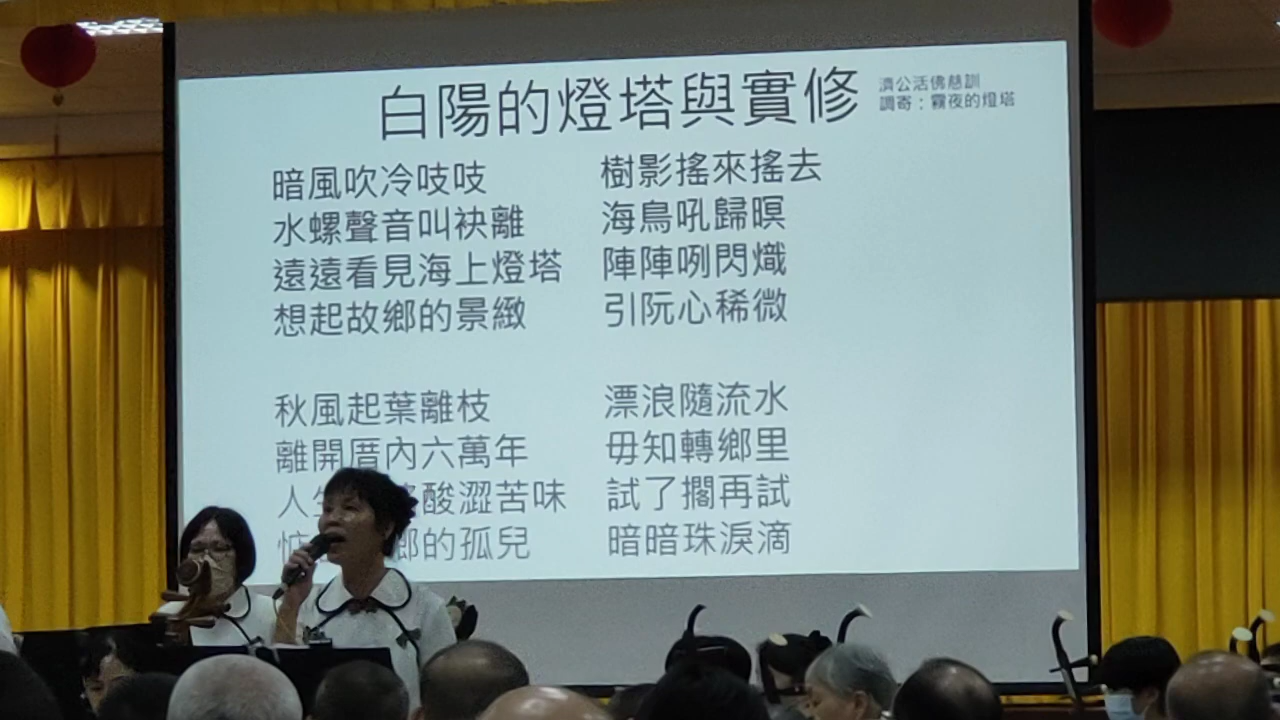 白陽的燈塔與實修
濟公活佛慈訓
調寄：霧夜的燈塔
暗風吹冷吱吱 樹影搖來搖去
水螺聲音叫袂離 海鳥吼歸暝
遠遠看見海上燈塔 陣陣咧閃熾
想起故鄉的景緻 引阮心稀微
秋風起葉離枝 漂浪隨流水
離開厝內六萬年 毋知轉鄉里
人 酸澀苦味 試了擱再試
鄉的孤兒 暗暗珠淚滴